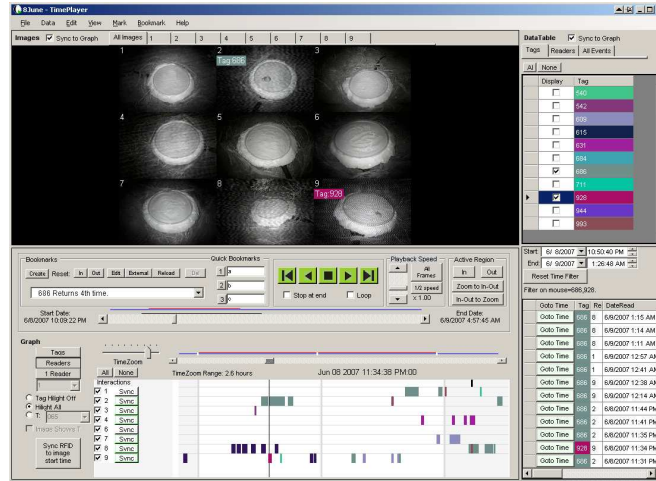 8June - TimePlayer
File Data Edit View Mark Bookmark Help
Images Sync to Graph All Images 1 2 3 4 5 6 7 8 9
1 2 3
Tag:686
4 5 6
7 8 9
Tag:928
DataTable Sync to Graph
Tags Readers All Events
All None
Display Tag
540
542
609
615
631
684
686
711
928
944
993
Start: 6/ 8/2007 10:50:40 PM
End: 6/ 9/2007 1:26:48 AM
Reset Time Filter
Filter on mouse=686,928.
Goto Time Tag Re DateRead
Goto Time 686 8 6/9/2007 1:15 AM
Goto Time 686 8 6/9/2007 1:14 AM
Goto Time 686 8 6/9/2007 1:11 AM
Goto Time 686 1 6/9/2007 12:57 AM
Goto Time 686 1 6/9/2007 12:41 AM
Goto Time 686 9 6/9/2007 12:38 AM
Goto Time 686 9 6/9/2007 12:14 AM
Goto Time 686 2 6/8/2007 11:44 PM
Goto Time 686 2 6/8/2007 11:41 PM
Goto Time 686 2 6/8/2007 11:35 PM
Goto Time 928 9 6/8/2007 11:34 PM
Goto Time 686 2 6/8/2007 11:31 PM
Bookmarks
Create Reset: In Out Edit External Reload Del
686 Returns 4th time.
Quick Bookmarks
1 a
2 b
3 c
Stop at end Loop
Playback Speed
All Frames
1/2 speed
x 1.00
Active Region
In Out
Zoom to In-Out
In-Out to Zoom
Start Date:
6/8/2007 10:09:22 PM
End Date:
6/9/2007 4:57:45 AM
Graph
Tags
Readers
1 Reader
1
Tag Hilight Off
Hilight All
T:
Image Shows T
Sync RFID to image start time
TimeZoom
All None
TimeZoom Range: 2.6 hours
Jun 08 2007 11:34:38 PM:00
Interactions
1 Sync
2 Sync
3 Sync
4 Sync
5 Sync
6 Sync
7 Sync
8 Sync
9 Sync